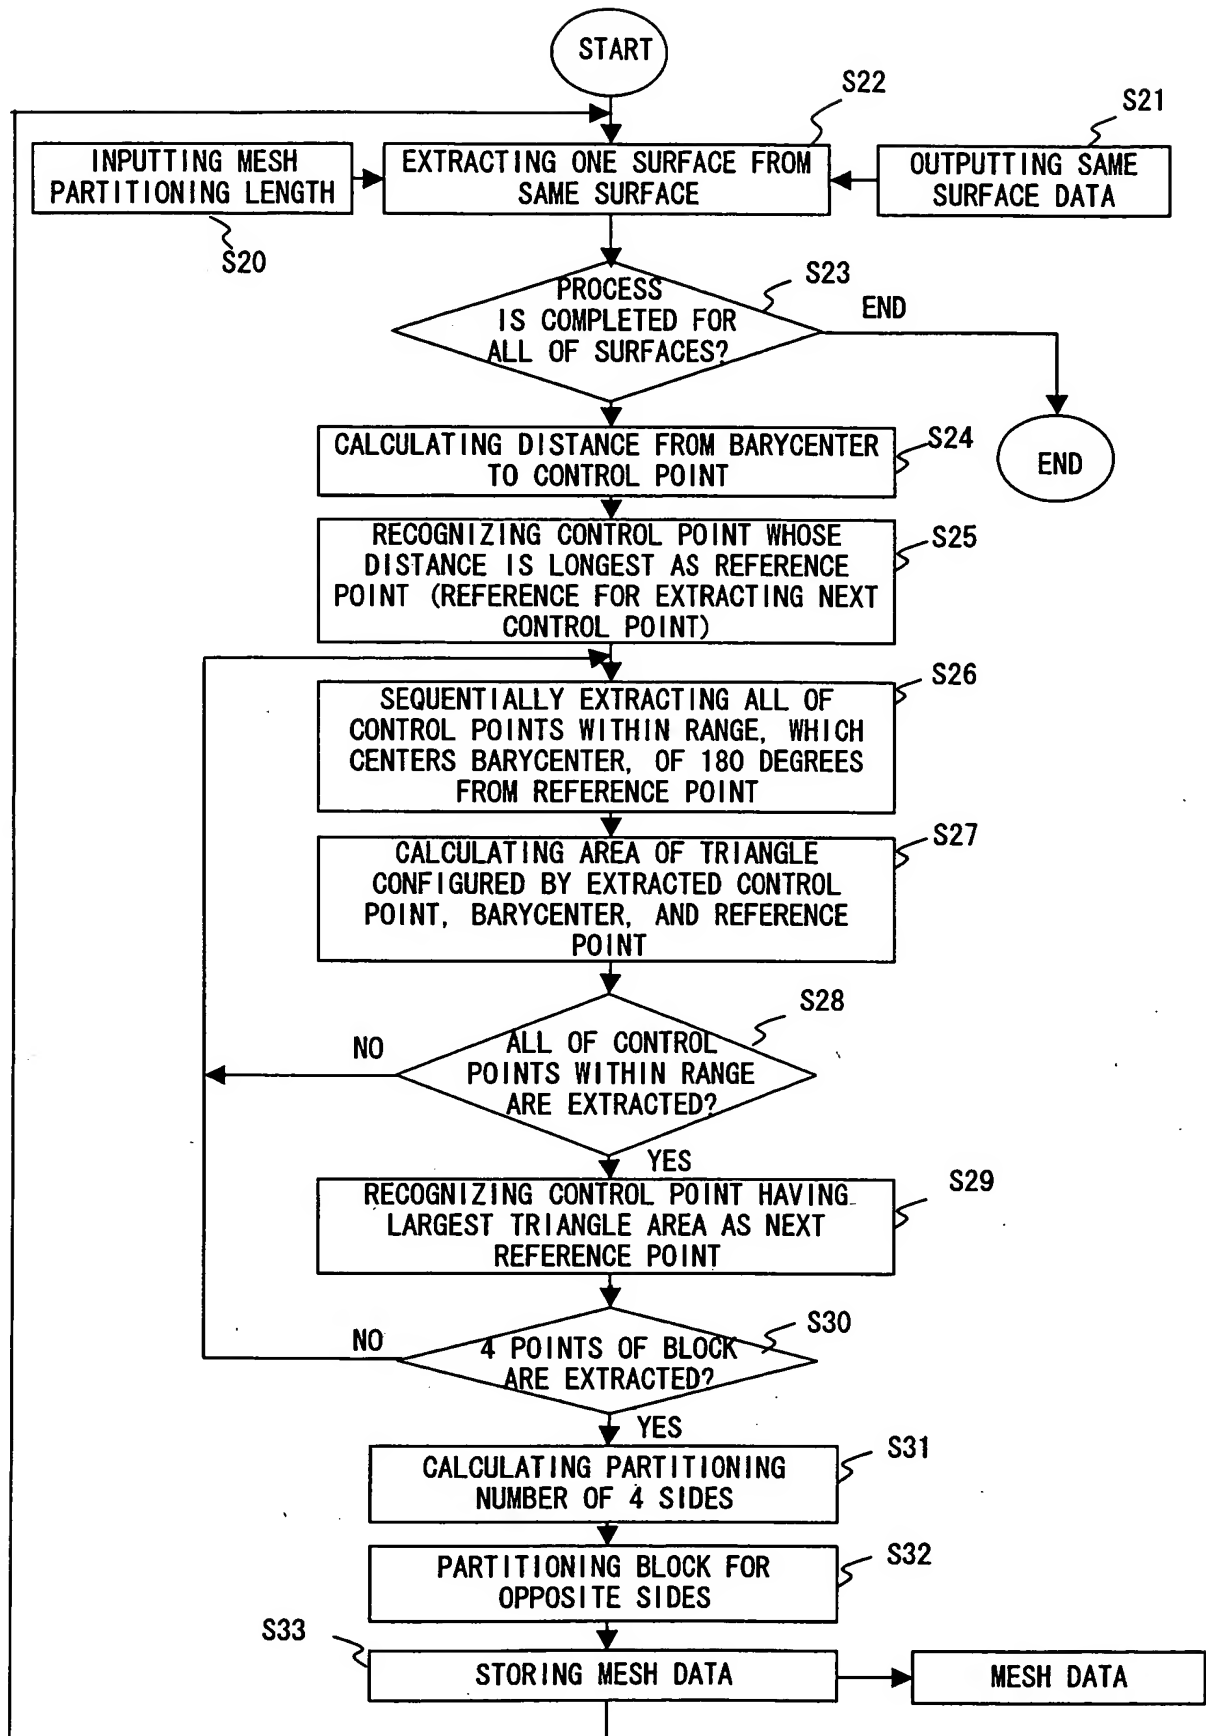 START
S22
S21
INPUTTING MESH
PARTITIONING LENGTH
EXTRACTING ONE SURFACE FROM
SAME SURFACE
OUTPUTTING SAME
SURFACE DATA
S20
S23
PROCESS
IS COMPLETED FOR
ALL OF SURFACES?
END
END
CALCULATING DISTANCE FROM BARYCENTER
TO CONTROL POINT
S24
RECOGNIZING CONTROL POINT WHOSE
DISTANCE IS LONGEST AS REFERENCE
POINT (REFERENCE FOR EXTRACTING NEXT
CONTROL POINT)
S25
SEQUENTIALLY EXTRACTING ALL OF
CONTROL POINTS WITHIN RANGE, WHICH
CENTERS BARYCENTER, OF 180 DEGREES
FROM REFERENCE POINT
S26
CALCULATING AREA OF TRIANGLE
CONFIGURED BY EXTRACTED CONTROL
POINT, BARYCENTER, AND REFERENCE
POINT
S27
S28
NO
ALL OF CONTROL
POINTS WITHIN RANGE
ARE EXTRACTED?
YES
RECOGNIZING CONTROL POINT HAVING
LARGEST TRIANGLE AREA AS NEXT
REFERENCE POINT
S29
NO
S30
4 POINTS OF BLOCK
ARE EXTRACTED?
YES
CALCULATING PARTITIONING
NUMBER OF 4 SIDES
S31
PARTITIONING BLOCK FOR
OPPOSITE SIDES
S32
S33
STORING MESH DATA
MESH DATA